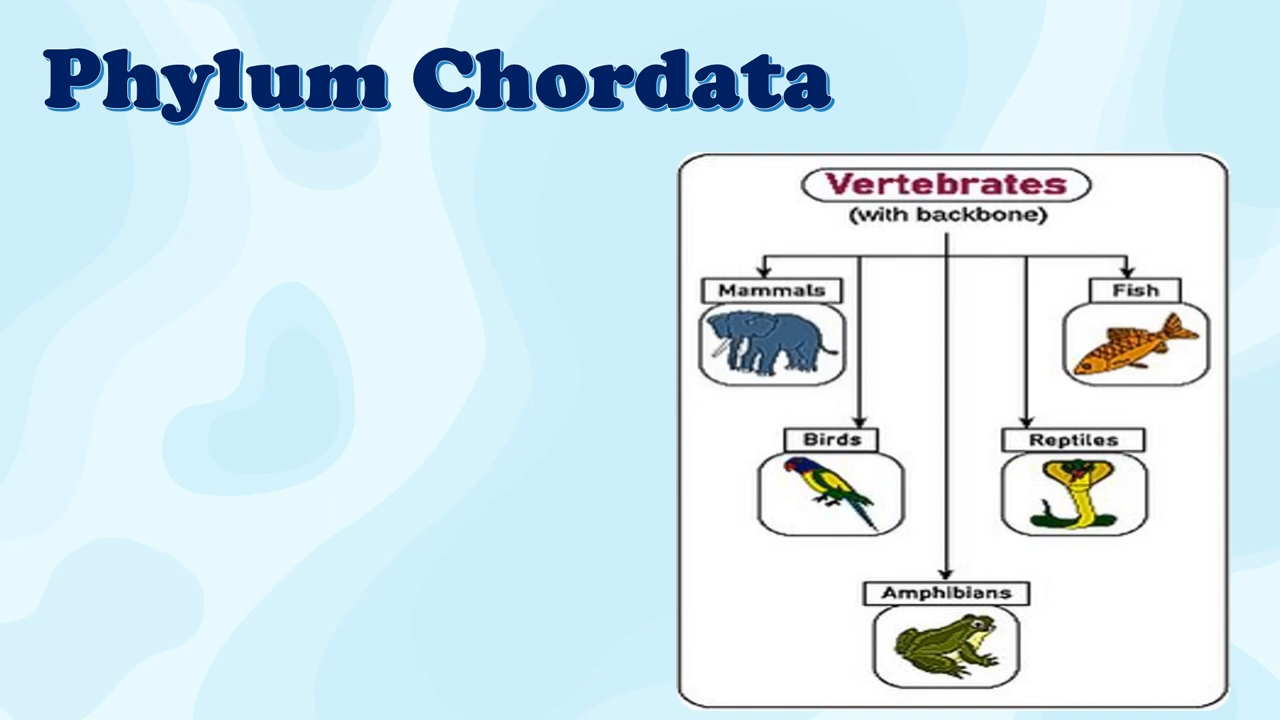 Phylum Chordata
Vertebrates
(with backbone)
Mammals
Fish
Birds
Reptiles
Amphibians